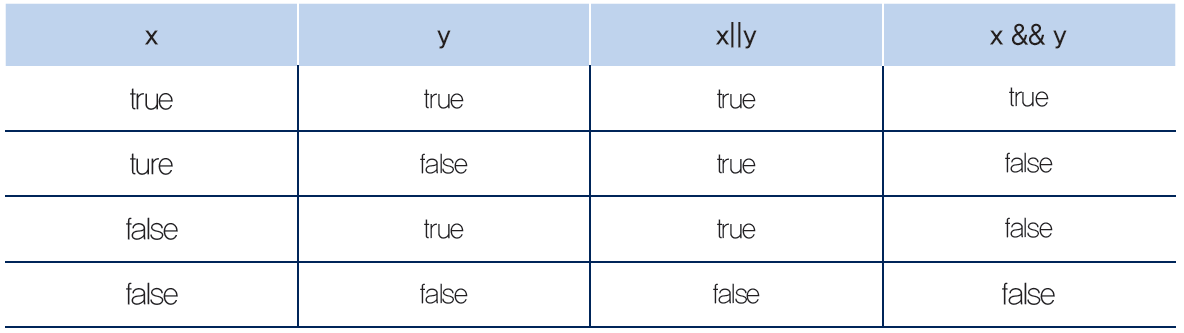 x y x||y x && y
true true true true
ture false true false
false true true false
false false false false